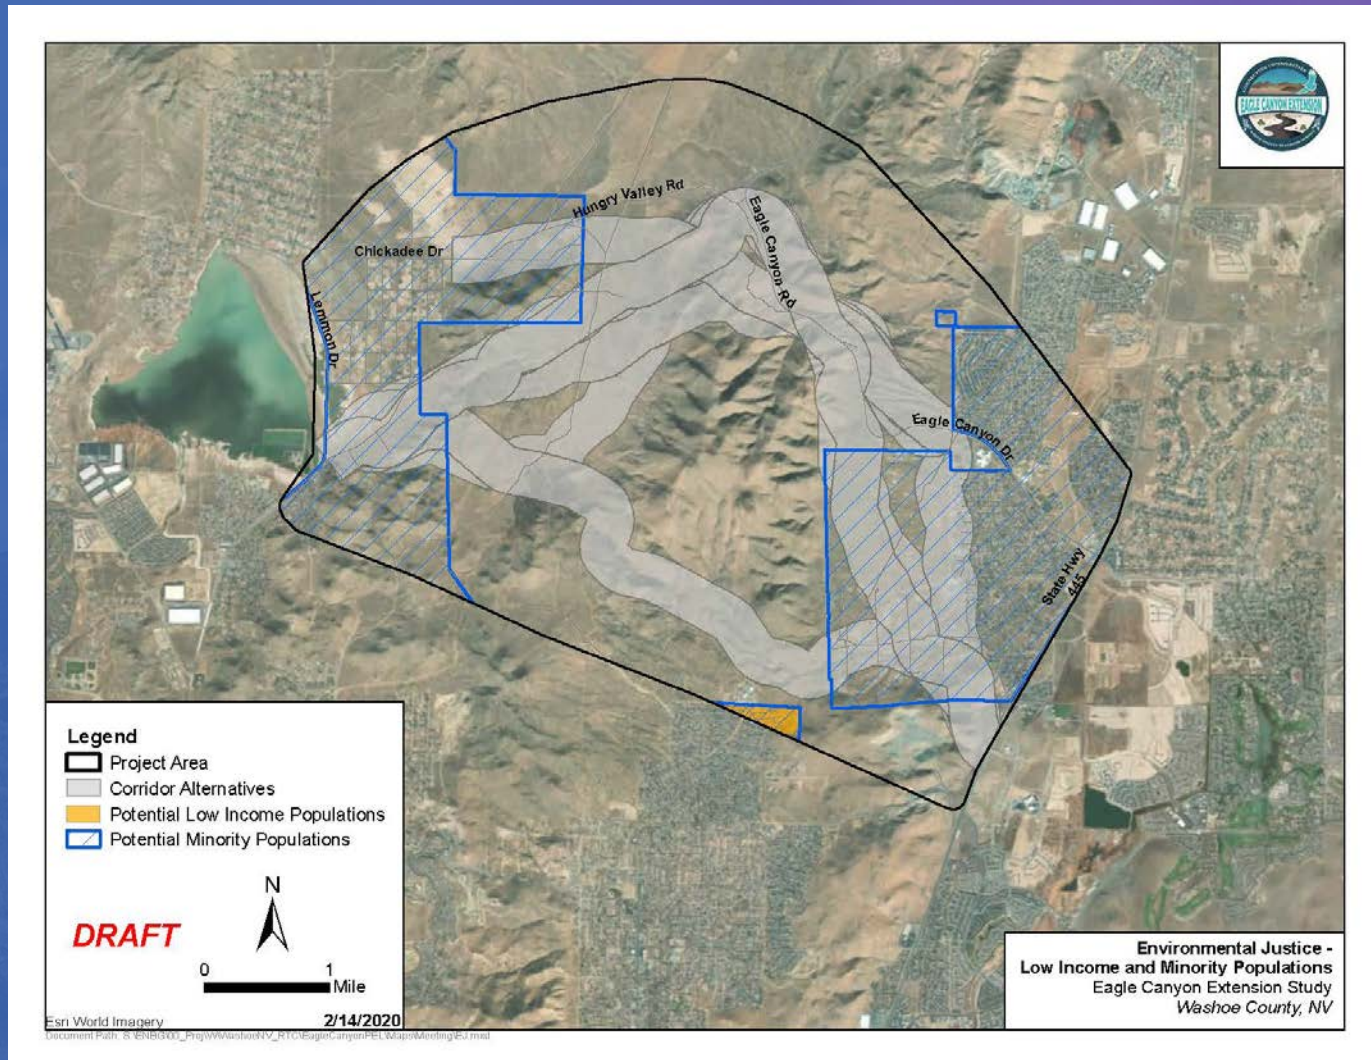 EAGLE CANYON EXTENSION
Hungry Valley Rd
Eagle Canyon Rd
Chickadee Dr
Lemmon Dr
Eagle Canyon Dr
State Hwy
445
Legend
Project Area
Corridor Alternatives
Potential Low Income Populations
Potential Minority Populations
N
DRAFT
0 1
Mile
Esri World Imagery 2/14/2020
Environmental Justice -
Low Income and Minority Populations
Eagle Canyon Extension Study
Washoe County, NV